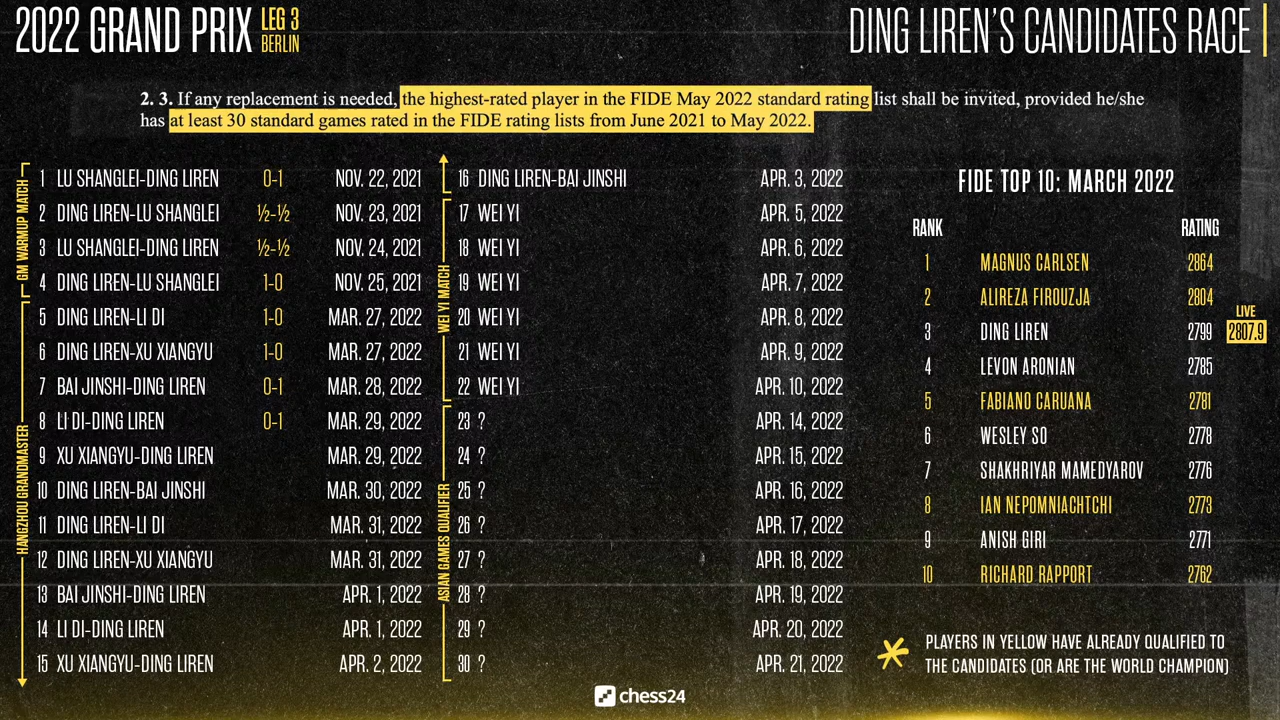 2022 GRAND PRIX LEG 3
BERLIN
DING LIREN'S CANDIDATES RACE
2. 3. If any replacement is needed, the highest-rated player in the FIDE May 2022 standard rating list shall be invited, provided he/she
has at least 30 standard games rated in the FIDE rating lists from June 2021 to May 2022.
GM WARMUP MATCH
1 LU SHANGLEI-DING LIREN 0-1 NOV. 22, 2021
2 DING LIREN-LU SHANGLEI ½-½ NOV. 23, 2021
3 LU SHANGLEI-DING LIREN ½-½ NOV. 24, 2021
4 DING LIREN-LU SHANGLEI 1-0 NOV. 25, 2021
HANGZHOU GRANDMASTER
5 DING LIREN-LI DI 1-0 MAR. 27, 2022
6 DING LIREN-XU XIANGYU 1-0 MAR. 27, 2022
7 BAI JINSHI-DING LIREN 0-1 MAR. 28, 2022
8 LI DI-DING LIREN 0-1 MAR. 29, 2022
9 XU XIANGYU-DING LIREN MAR. 29, 2022
10 DING LIREN-BAI JINSHI MAR. 30, 2022
11 DING LIREN-LI DI MAR. 31, 2022
12 DING LIREN-XU XIANGYU MAR. 31, 2022
13 BAI JINSHI-DING LIREN APR. 1, 2022
14 LI DI-DING LIREN APR. 1, 2022
15 XU XIANGYU-DING LIREN APR. 2, 2022
16 DING LIREN-BAI JINSHI APR. 3, 2022
WEI YI MATCH
17 WEI YI APR. 5, 2022
18 WEI YI APR. 6, 2022
19 WEI YI APR. 7, 2022
20 WEI YI APR. 8, 2022
21 WEI YI APR. 9, 2022
22 WEI YI APR. 10, 2022
ASIAN GAMES QUALIFIER
23 ? APR. 14, 2022
24 ? APR. 15, 2022
25 ? APR. 16, 2022
26 ? APR. 17, 2022
27 ? APR. 18, 2022
28 ? APR. 19, 2022
29 ? APR. 20, 2022
30 ? APR. 21, 2022
FIDE TOP 10: MARCH 2022
RANK RATING
1 MAGNUS CARLSEN 2864
2 ALIREZA FIROUZJA 2804
LIVE
3 DING LIREN 2799 2807.9
4 LEVON ARONIAN 2785
5 FABIANO CARUANA 2781
6 WESLEY SO 2778
7 SHAKHRIYAR MAMEDYAROV 2776
8 IAN NEPOMNIACHTCHI 2773
9 ANISH GIRI 2771
10 RICHARD RAPPORT 2762
* PLAYERS IN YELLOW HAVE ALREADY QUALIFIED TO
THE CANDIDATES (OR ARE THE WORLD CHAMPION)
chess24